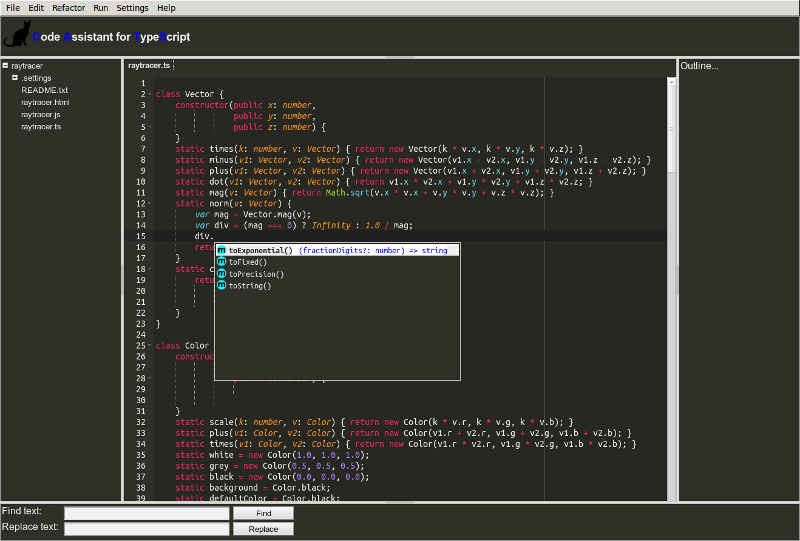 File Edit Refactor Run Settings Help
Code Assistant for TypeScript
raytracer
.settings
README.txt
raytracer.html
raytracer.js
raytracer.ts
raytracer.ts
1
2 class Vector {
3 constructor(public x: number,
4 public y: number,
5 public z: number) {
6 }
7 static times(k: number, v: Vector) { return new Vector(k * v.x, k * v.y, k * v.z); }
8 static minus(v1: Vector, v2: Vector) { return new Vector(v1.x - v2.x, v1.y - v2.y, v1.z - v2.z); }
9 static plus(v1: Vector, v2: Vector) { return new Vector(v1.x + v2.x, v1.y + v2.y, v1.z + v2.z); }
10 static dot(v1: Vector, v2: Vector) { return v1.x * v2.x + v1.y * v2.y + v1.z * v2.z; }
11 static mag(v: Vector) { return Math.sqrt(v.x * v.x + v.y * v.y + v.z * v.z); }
12 static norm(v: Vector) {
13 var mag = Vector.mag(v);
14 var div = (mag === 0) ? Infinity : 1.0 / mag;
15 div.
16 retu
17 }
18 static c
19 retu
20
21
22 }
23 }
24
25 class Color
26 construc
27
28
29
30
31 }
32 static scale(k: number, v: Color) { return new Color(k * v.r, k * v.g, k * v.b); }
33 static plus(v1: Color, v2: Color) { return new Color(v1.r + v2.r, v1.g + v2.g, v1.b + v2.b); }
34 static times(v1: Color, v2: Color) { return new Color(v1.r * v2.r, v1.g * v2.g, v1.b * v2.b); }
35 static white = new Color(1.0, 1.0, 1.0);
36 static grey = new Color(0.5, 0.5, 0.5);
37 static black = new Color(0.0, 0.0, 0.0);
38 static background = Color.black;
39 static defaultColor = Color.black;
m toExponential() (fractionDigits?: number) => string
m toFixed()
m toPrecision()
m toString()
Outline...
Find text:
Find
Replace text:
Replace